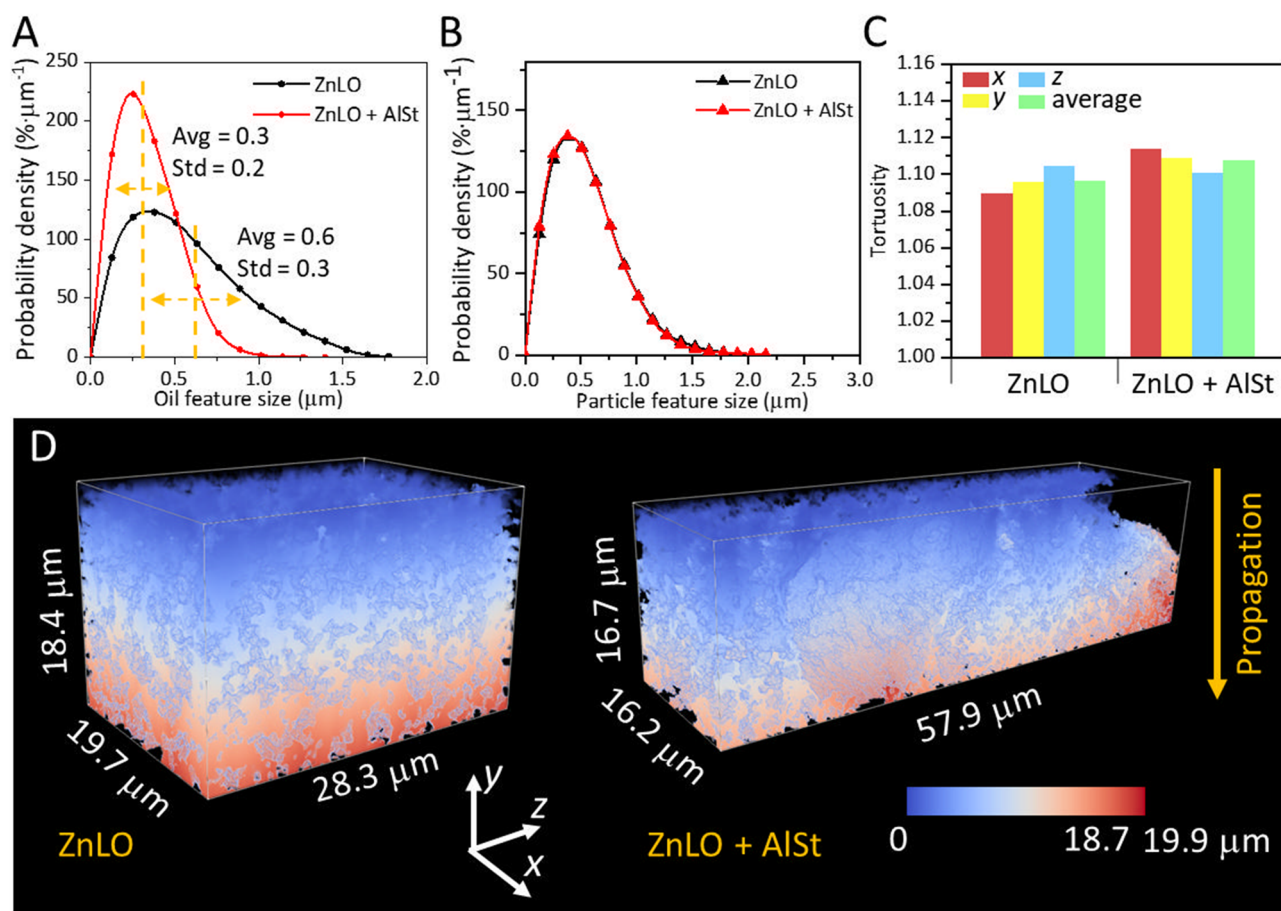 A
Probability density (%·μm⁻¹)
250
200
150
100
50
0
0.0
0.5
1.0
1.5
2.0
Oil feature size (μm)
ZnLO
ZnLO + AlSt
Avg = 0.3
Std = 0.2
Avg = 0.6
Std = 0.3
B
Probability density (%·μm⁻¹)
150
100
50
0
0.0
0.5
1.0
1.5
2.0
2.5
3.0
Particle feature size (μm)
ZnLO
ZnLO + AlSt
C
Tortuosity
1.16
1.14
1.12
1.10
1.08
1.06
1.04
1.02
1.00
x
z
y
average
ZnLO
ZnLO + AlSt
D
18.4 μm
19.7 μm
28.3 μm
ZnLO
y
z
x
16.7 μm
16.2 μm
57.9 μm
ZnLO + AlSt
Propagation
0
18.7
19.9 μm